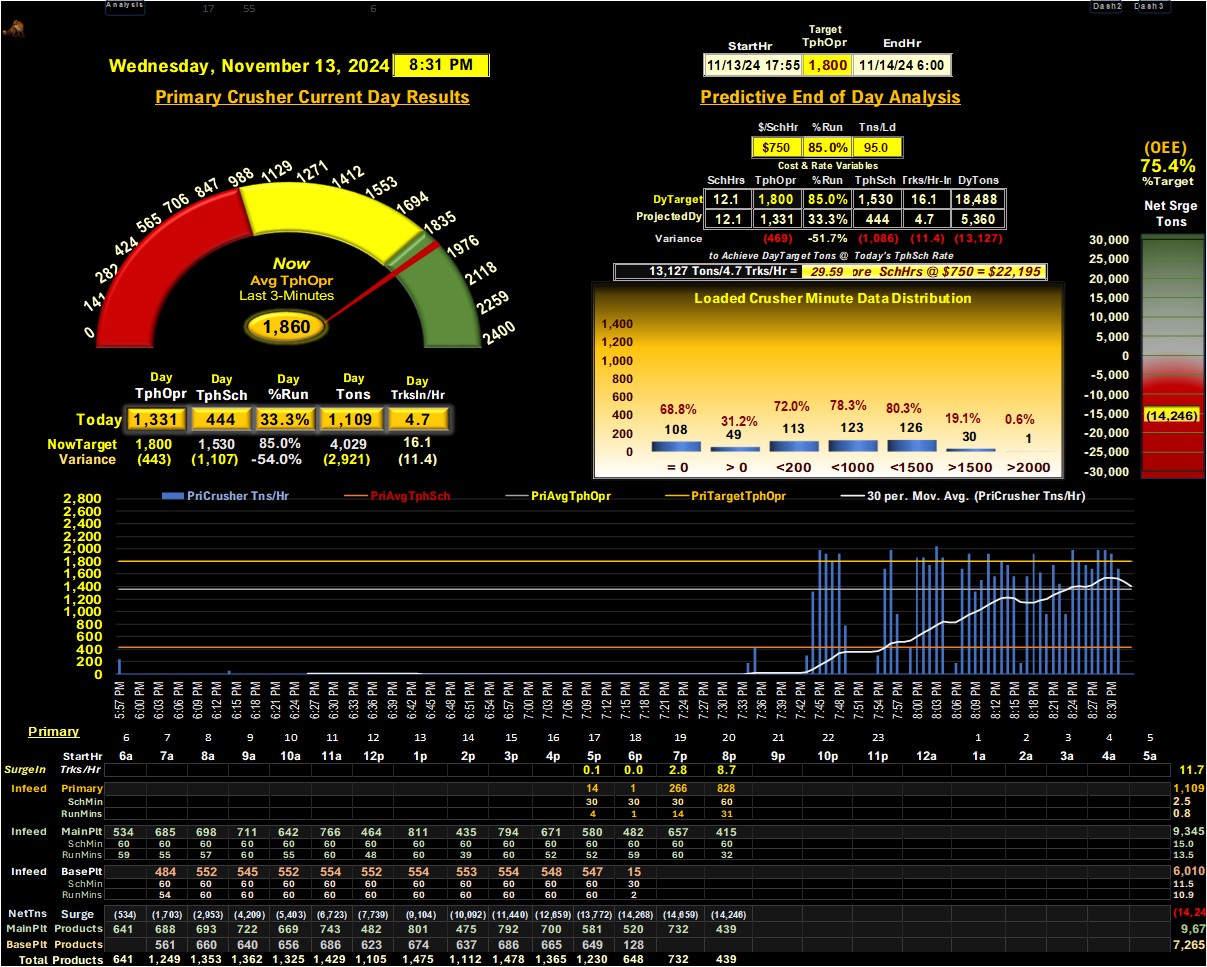 Analysis 17 55 6 Dash2 Dash3
Wednesday, November 13, 2024 8:31 PM
Primary Crusher Current Day Results
StartHr Target TphOpr EndHr
11/13/24 17:55 1,800 11/14/24 6:00
Predictive End of Day Analysis
$/SchHr %Run Tns/Ld
$750 85.0% 95.0
Cost & Rate Variables
SchHrs TphOpr %Run TphSch Trks/Hr-In DyTons
DyTarget 12.1 1,800 85.0% 1,530 16.1 18,488
ProjectedDy 12.1 1,331 33.3% 444 4.7 5,360
Variance (469) -51.7% (1,086) (11.4) (13,127)
to Achieve DayTarget Tons @ Today's TphSch Rate
13,127 Tons/4.7 Trks/Hr = 29.59 ore SchHrs @ $750 = $22,195
(OEE)
75.4%
%Target
Net Srge
Tons
30,000
25,000
20,000
15,000
10,000
5,000
0
-5,000
-10,000
-15,000
(14,246)
-20,000
-25,000
-30,000
0 141 282 424 565 706 847 988 1129 1271 1412 1553 1694 1835 1976 2118 2259 2400
Now
Avg TphOpr
Last 3-Minutes
1,860
Day TphOpr Day TphSch Day %Run Day Tons Day TrksIn/Hr
Today 1,331 444 33.3% 1,109 4.7
NowTarget 1,800 1,530 85.0% 4,029 16.1
Variance (443) (1,107) -54.0% (2,921) (11.4)
Loaded Crusher Minute Data Distribution
1,400
1,200
1,000
800
600
400
200
0
68.8% 31.2% 72.0% 78.3% 80.3% 19.1% 0.6%
108 49 113 123 126 30 1
= 0 > 0 <200 <1000 <1500 >1500 >2000
PriCrusher Tns/Hr PriAvgTphSch PriAvgTphOpr PriTargetTphOpr 30 per. Mov. Avg. (PriCrusher Tns/Hr)
2,800
2,600
2,400
2,200
2,000
1,800
1,600
1,400
1,200
1,000
800
600
400
200
0
5:57 PM 6:00 PM 6:03 PM 6:06 PM 6:09 PM 6:12 PM 6:15 PM 6:18 PM 6:21 PM 6:24 PM 6:27 PM 6:30 PM 6:33 PM 6:36 PM 6:39 PM 6:42 PM 6:45 PM 6:48 PM 6:51 PM 6:54 PM 6:57 PM 7:00 PM 7:03 PM 7:06 PM 7:09 PM 7:12 PM 7:15 PM 7:18 PM 7:21 PM 7:24 PM 7:27 PM 7:30 PM 7:33 PM 7:36 PM 7:39 PM 7:42 PM 7:45 PM 7:48 PM 7:51 PM 7:54 PM 7:57 PM 8:00 PM 8:03 PM 8:06 PM 8:09 PM 8:12 PM 8:15 PM 8:18 PM 8:21 PM 8:24 PM 8:27 PM 8:30 PM
Primary 6 7 8 9 10 11 12 13 14 15 16 17 18 19 20 21 22 23 1 2 3 4 5
StartHr 6a 7a 8a 9a 10a 11a 12p 1p 2p 3p 4p 5p 6p 7p 8p 9p 10p 11p 12a 1a 2a 3a 4a 5a
SurgeIn Trks/Hr 0.1 0.0 2.8 8.7 11.7
Infeed Primary 14 1 266 828 1,109
SchMin 30 30 30 60 2.5
RunMins 4 1 14 31 0.8
Infeed MainPlt 534 685 698 711 642 766 464 811 435 794 671 580 482 657 415 9,345
SchMin 60 60 60 60 60 60 60 60 60 60 60 60 60 60 60 15.0
RunMins 59 55 57 60 55 60 48 60 39 60 52 52 59 60 32 13.5
Infeed BasePlt 484 552 545 552 554 552 553 554 554 548 547 15 6,010
SchMin 60 60 60 60 60 60 60 60 60 60 60 30 11.5
RunMins 54 60 60 60 60 60 60 60 60 60 60 2 10.9
NetTns Surge (534) (1,703) (2,953) (4,209) (5,403) (6,723) (7,739) (9,104) (10,092) (11,440) (12,659) (13,772) (14,268) (14,659) (14,246) (14,24
MainPlt Products 641 688 693 722 669 743 482 801 475 792 700 581 520 732 439 9,67
BasePlt Products 561 660 640 656 686 623 674 637 686 665 649 128 7,265
Total Products 641 1,249 1,353 1,362 1,325 1,429 1,105 1,475 1,112 1,478 1,365 1,230 648 732 439